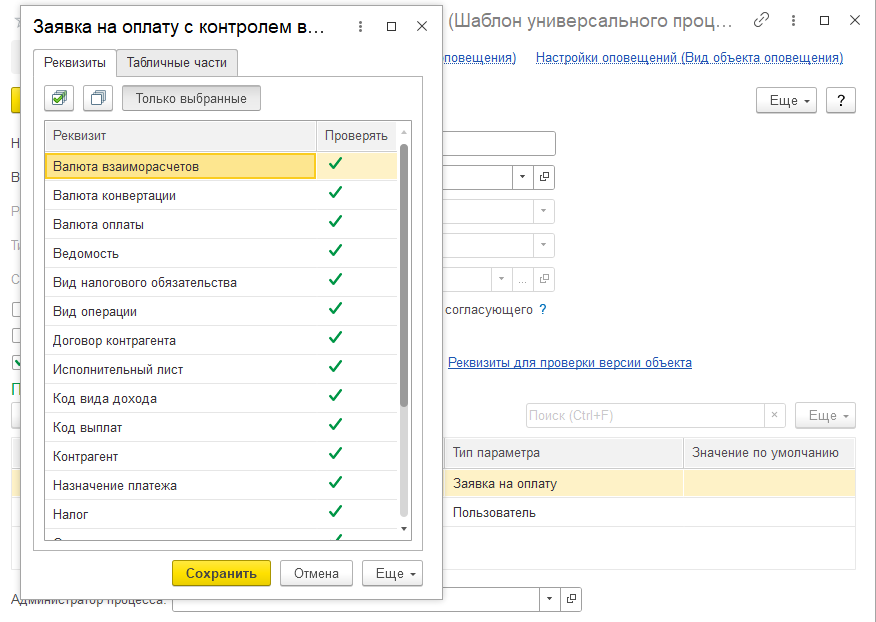 Заявка на оплату с контролем в...
(Шаблон универсального проц...
Реквизиты
Табличные части
оповещения)
Настройки оповещений (Вид объекта оповещения)
Только выбранные
Еще
?
Реквизит
Проверять
Валюта взаиморасчетов
Валюта конвертации
Валюта оплаты
Ведомость
Вид налогового обязательства
Вид операции
согласующего ?
Договор контрагента
Исполнительный лист
Реквизиты для проверки версии объекта
Код вида дохода
Код выплат
Поиск (Ctrl+F)
×
Еще
Контрагент
Тип параметра
Значение по умолчанию
Назначение платежа
Заявка на оплату
Налог
Пользователь
Сохранить
Отмена
Еще
Администратор процесса: